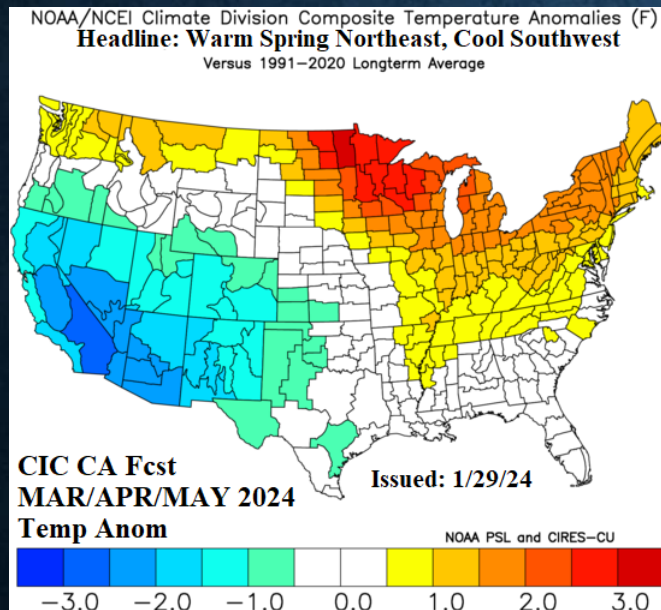 NOAA/NCEI Climate Division Composite Temperature Anomalies (F)
Headline: Warm Spring Northeast, Cool Southwest
Versus 1991−2020 Longterm Average
CIC CA Fcst
MAR/APR/MAY 2024
Temp Anom
Issued: 1/29/24
NOAA PSL and CIRES−CU
−3.0 −2.0 −1.0 0.0 1.0 2.0 3.0